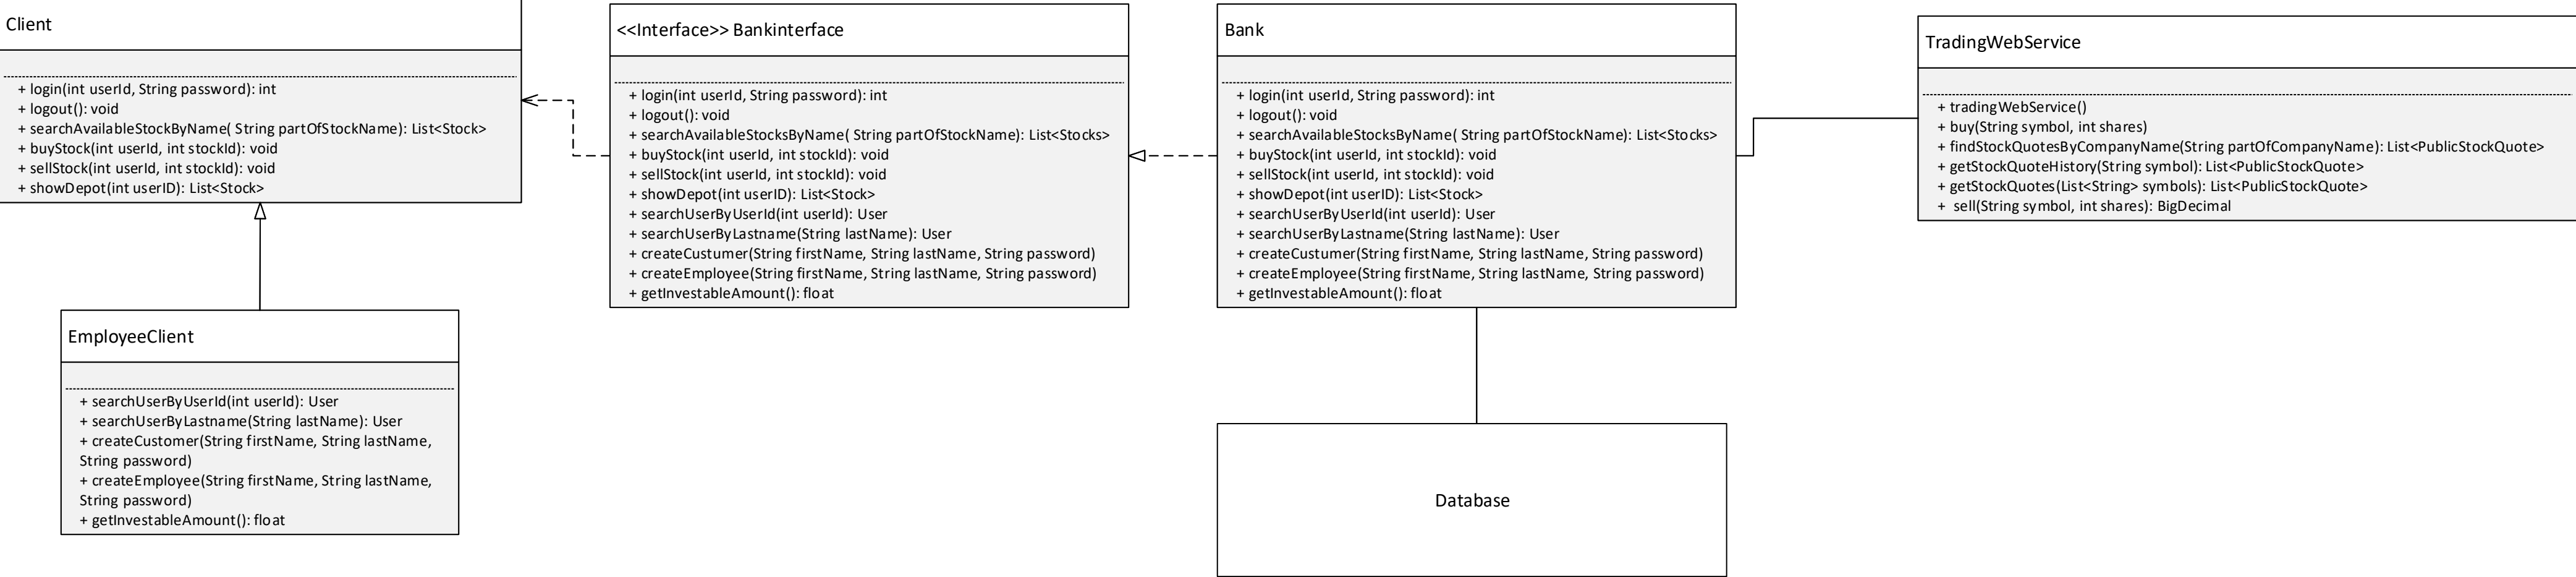 Client
+ login(int userId, String password): int
+ logout(): void
+ searchAvailableStockByName( String partOfStockName): List<Stock>
+ buyStock(int userId, int stockId): void
+ sellStock(int userId, int stockId): void
+ showDepot(int userID): List<Stock>
EmployeeClient
+ searchUserByUserId(int userId): User
+ searchUserByLastname(String lastName): User
+ createCustomer(String firstName, String lastName,
String password)
+ createEmployee(String firstName, String lastName,
String password)
+ getInvestableAmount(): float
<<Interface>> Bankinterface
+ login(int userId, String password): int
+ logout(): void
+ searchAvailableStocksByName( String partOfStockName): List<Stocks>
+ buyStock(int userId, int stockId): void
+ sellStock(int userId, int stockId): void
+ showDepot(int userID): List<Stock>
+ searchUserByUserId(int userId): User
+ searchUserByLastname(String lastName): User
+ createCustumer(String firstName, String lastName, String password)
+ createEmployee(String firstName, String lastName, String password)
+ getInvestableAmount(): float
Bank
+ login(int userId, String password): int
+ logout(): void
+ searchAvailableStocksByName( String partOfStockName): List<Stocks>
+ buyStock(int userId, int stockId): void
+ sellStock(int userId, int stockId): void
+ showDepot(int userID): List<Stock>
+ searchUserByUserId(int userId): User
+ searchUserByLastname(String lastName): User
+ createCustumer(String firstName, String lastName, String password)
+ createEmployee(String firstName, String lastName, String password)
+ getInvestableAmount(): float
Database
TradingWebService
+ tradingWebService()
+ buy(String symbol, int shares)
+ findStockQuotesByCompanyName(String partOfCompanyName): List<PublicStockQuote>
+ getStockQuoteHistory(String symbol): List<PublicStockQuote>
+ getStockQuotes(List<String> symbols): List<PublicStockQuote>
+ sell(String symbol, int shares): BigDecimal